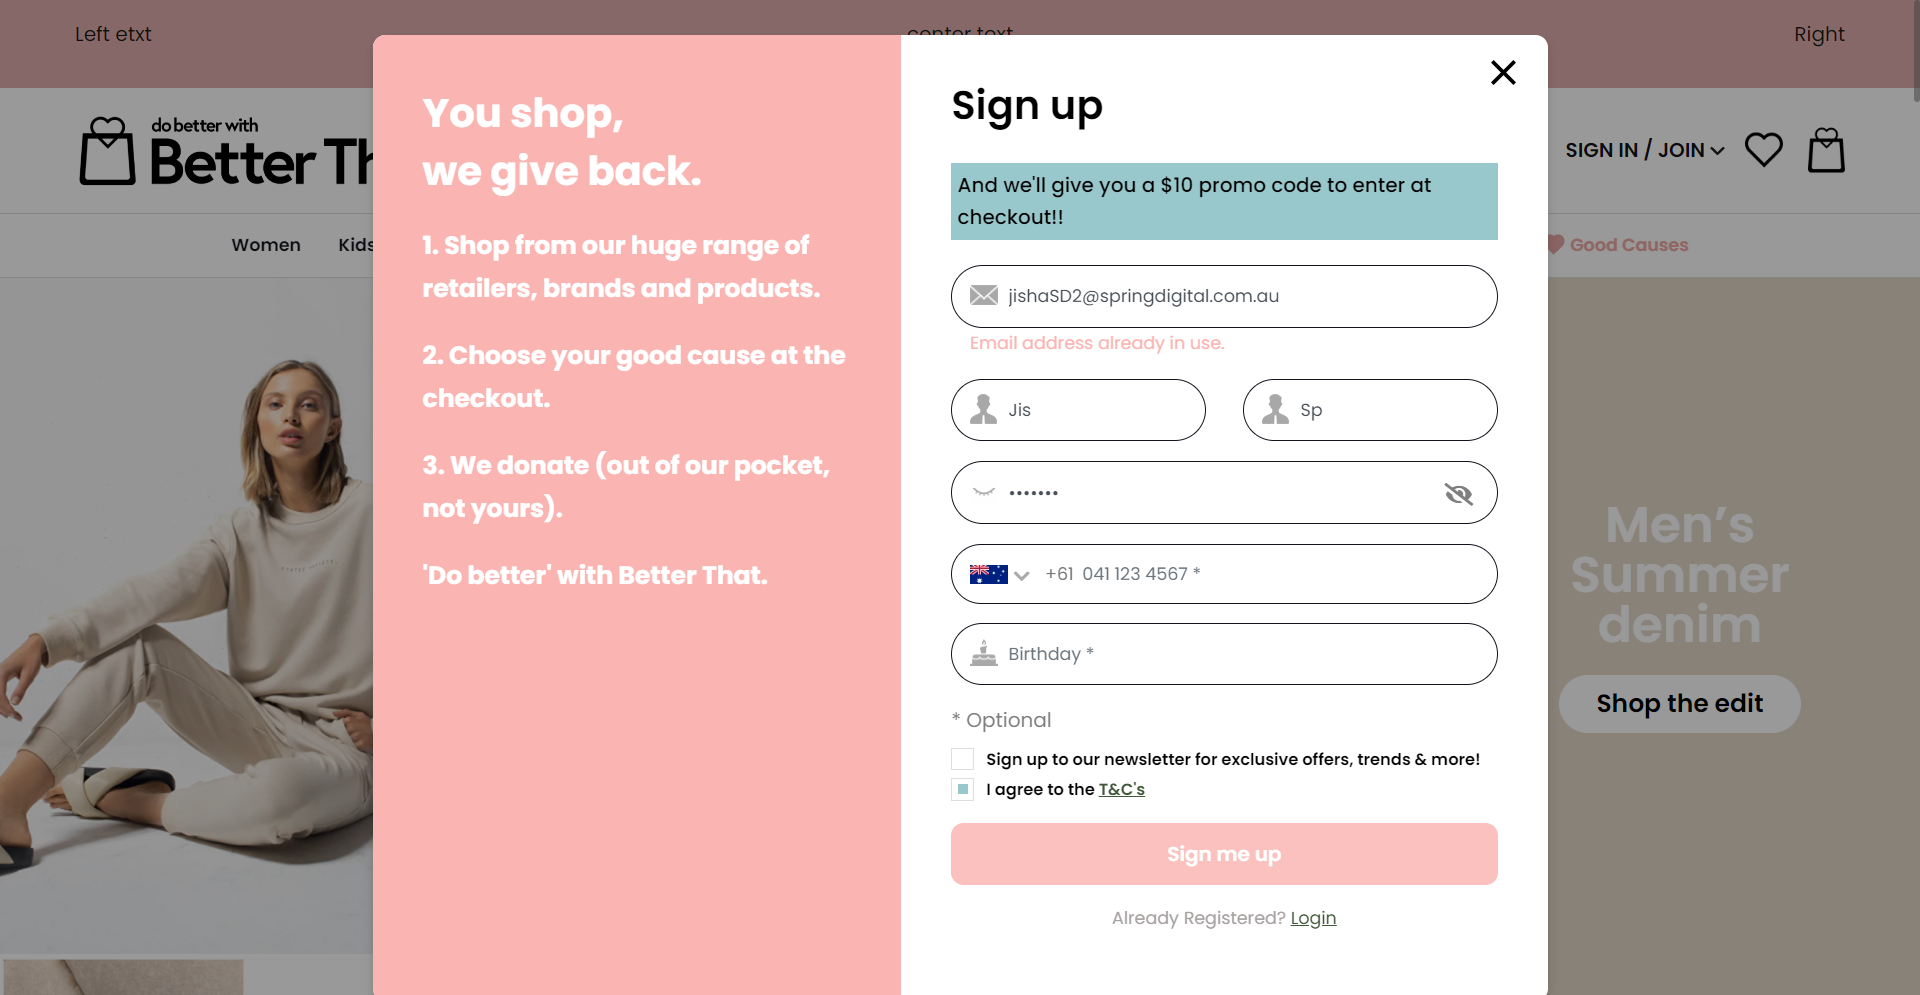 Left etxt
center text
Right
do better with
Better Th
SIGN IN / JOIN
Women
Kids
Good Causes
You shop,
we give back.
1. Shop from our huge range of
retailers, brands and products.
2. Choose your good cause at the
checkout.
3. We donate (out of our pocket,
not yours).
'Do better' with Better That.
Sign up
And we'll give you a $10 promo code to enter at
checkout!!
jishaSD2@springdigital.com.au
Email address already in use.
Jis
Sp
•••••••
+61 041 123 4567 *
Birthday *
* Optional
Sign up to our newsletter for exclusive offers, trends & more!
I agree to the T&C's
Sign me up
Already Registered? Login
Men's
Summer
denim
Shop the edit